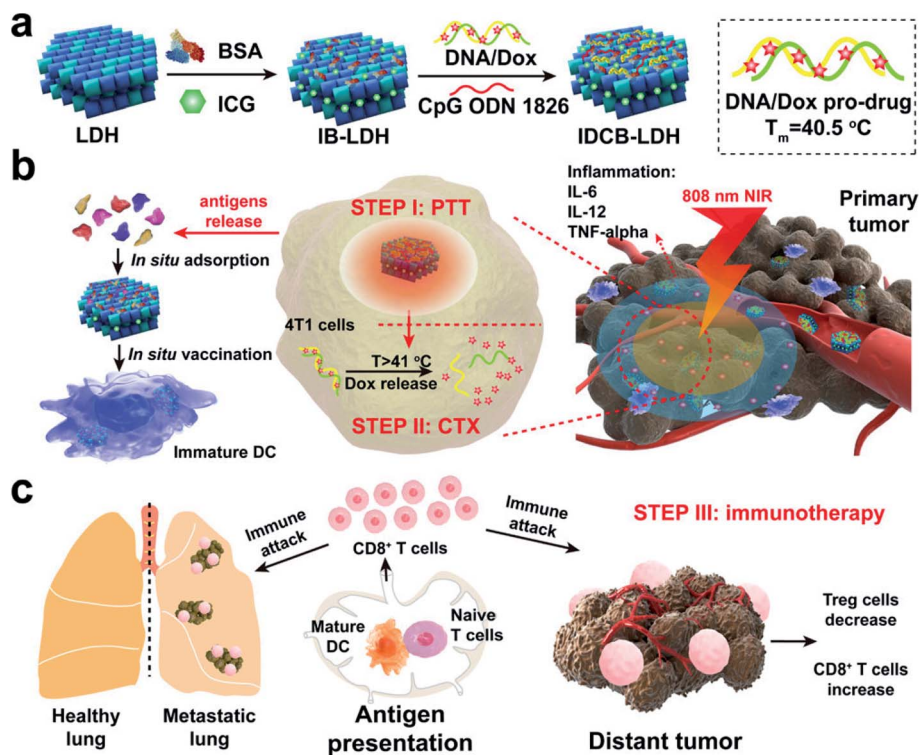 a
LDH
BSA
ICG
IB-LDH
DNA/Dox
CpG ODN 1826
IDCB-LDH
DNA/Dox pro-drug
Tm=40.5 °C
b
antigens
release
In situ adsorption
In situ vaccination
Immature DC
STEP I: PTT
4T1 cells
T>41 °C
Dox release
STEP II: CTX
Inflammation:
IL-6
IL-12
TNF-alpha
808 nm NIR
Primary
tumor
c
Immune
attack
Healthy
lung
Metastatic
lung
CD8+ T cells
Mature
DC
Naive
T cells
Antigen
presentation
Immune
attack
STEP III: immunotherapy
Distant tumor
Treg cells
decrease
CD8+ T cells
increase